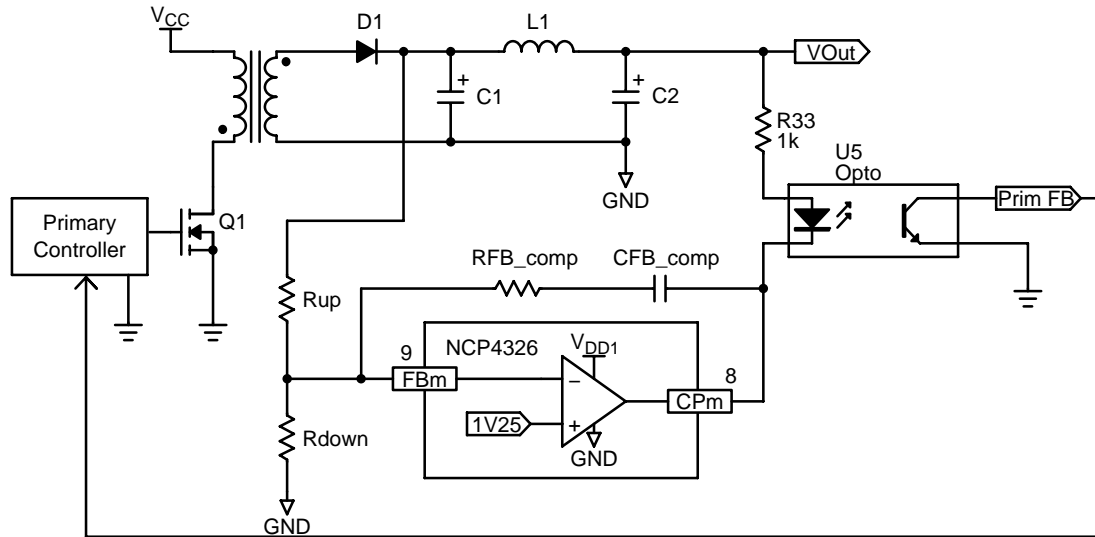 VCC
D1
L1
VOut
C1
C2
R33
1k
GND
U5
Opto
Prim FB
Primary
Controller
Q1
RFB_comp
CFB_comp
Rup
NCP4326
VDD1
9
FBm
8
CPm
1V25
GND
Rdown
GND